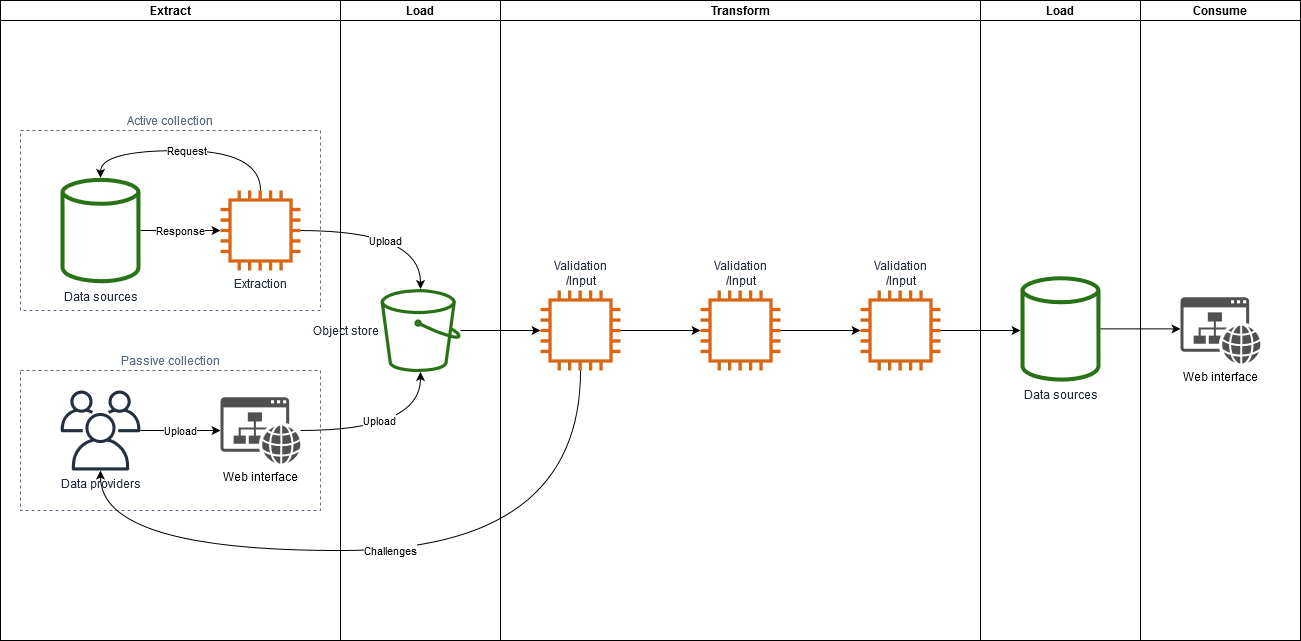 Extract
Load
Transform
Load
Consume
Active collection
Request
Response
Data sources
Extraction
Upload
Object store
Passive collection
Upload
Data providers
Web interface
Upload
Challenges
Validation
/Input
Validation
/Input
Validation
/Input
Data sources
Web interface